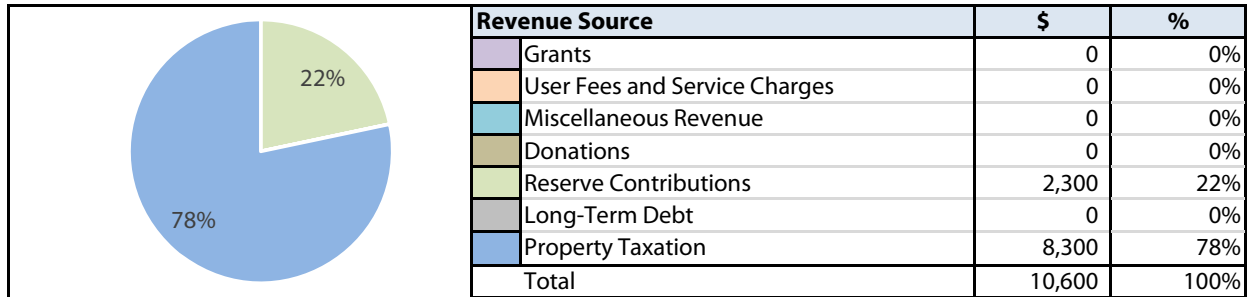 22%
78%
Revenue Source $ %
Grants 0 0%
User Fees and Service Charges 0 0%
Miscellaneous Revenue 0 0%
Donations 0 0%
Reserve Contributions 2,300 22%
Long-Term Debt 0 0%
Property Taxation 8,300 78%
Total 10,600 100%